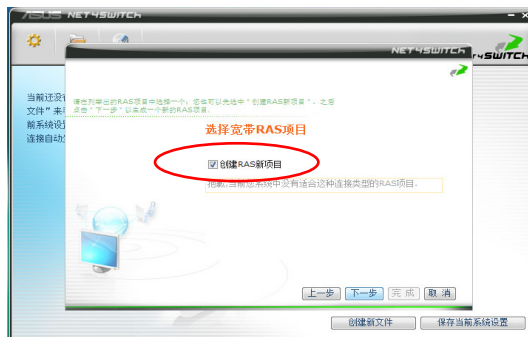 ASUS NET4SWITCH
NET4SWITCH
T4SWITCH
当前还没有
文件"来
前系统设
连接自动
请在列举出的RAS项目中选择一个，您也可以先选中"创建RAS新项目"，之后
点击"下一步"以生成一个新的RAS项目.
选择宽带RAS项目
创建RAS新项目
抱歉,当前您系统中没有适合这种连接类型的RAS项目.
上一步 下一步 完成 取消
创建新文件 保存当前系统设置